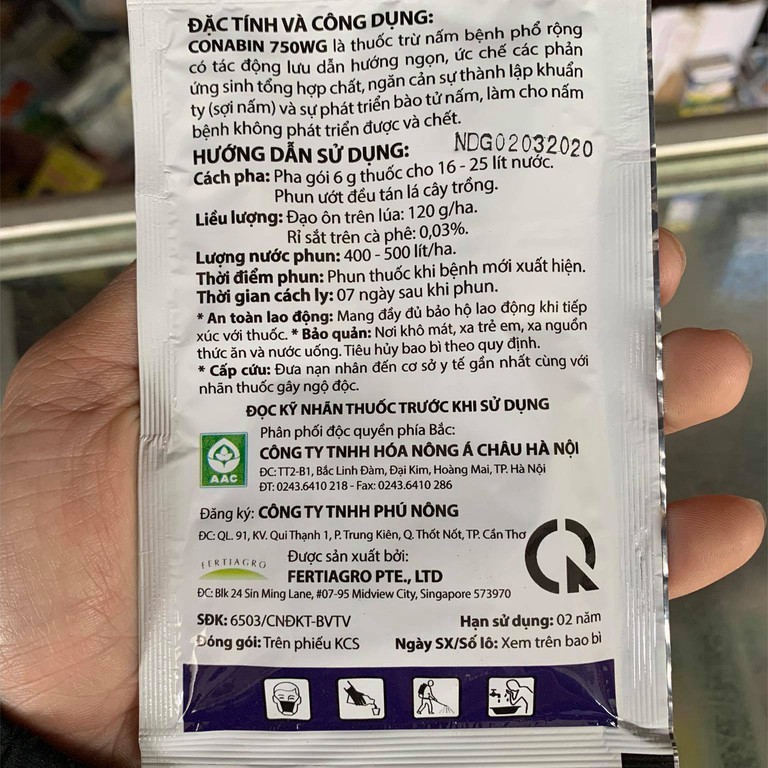 ĐẶC TÍNH VÀ CÔNG DỤNG:
CONABIN 750WG là thuốc trừ nấm bệnh phổ rộng
có tác động lưu dẫn hướng ngọn, ức chế các phản
ứng sinh tổng hợp chất, ngăn cản sự thành lập khuẩn
ty (sợi nấm) và sự phát triển bào tử nấm, làm cho nấm
bệnh không phát triển được và chết.
NDG02032020
HƯỚNG DẪN SỬ DỤNG:
Cách pha: Pha gói 6 g thuốc cho 16 - 25 lít nước.
Phun ướt đều tán lá cây trồng.
Liều lượng: Đạo ôn trên lúa: 120 g/ha.
Rỉ sắt trên cà phê: 0,03%.
Lượng nước phun: 400 - 500 lít/ha.
Thời điểm phun: Phun thuốc khi bệnh mới xuất hiện.
Thời gian cách ly: 07 ngày sau khi phun.
* An toàn lao động: Mang đầy đủ bảo hộ lao động khi tiếp
xúc với thuốc. * Bảo quản: Nơi khô mát, xa trẻ em, xa nguồn
thức ăn và nước uống. Tiêu hủy bao bì theo quy định.
* Cấp cứu: Đưa nạn nhân đến cơ sở y tế gần nhất cùng với
nhãn thuốc gây ngộ độc.
ĐỌC KỸ NHÃN THUỐC TRƯỚC KHI SỬ DỤNG
Phân phối độc quyền phía Bắc:
CÔNG TY TNHH HÓA NÔNG Á CHÂU HÀ NỘI
AAC
ĐC: TT2-B1, Bắc Linh Đàm, Đại Kim, Hoàng Mai, TP. Hà Nội
ĐT: 0243.6410 218 - Fax: 0243.6410 286
Đăng ký: CÔNG TY TNHH PHÚ NÔNG
ĐC: QL. 91, KV. Qui Thạnh 1, P. Trung Kiên, Q. Thốt Nốt, TP. Cần Thơ
FERTIAGRO
Được sản xuất bởi:
FERTIAGRO PTE., LTD
ĐC: Blk 24 Sin Ming Lane, #07-95 Midview City, Singapore 573970
SĐK: 6503/CNĐKT-BVTV
Hạn sử dụng: 02 năm
Đóng gói: Trên phiếu KCS
Ngày SX/Số lô: Xem trên bao bì